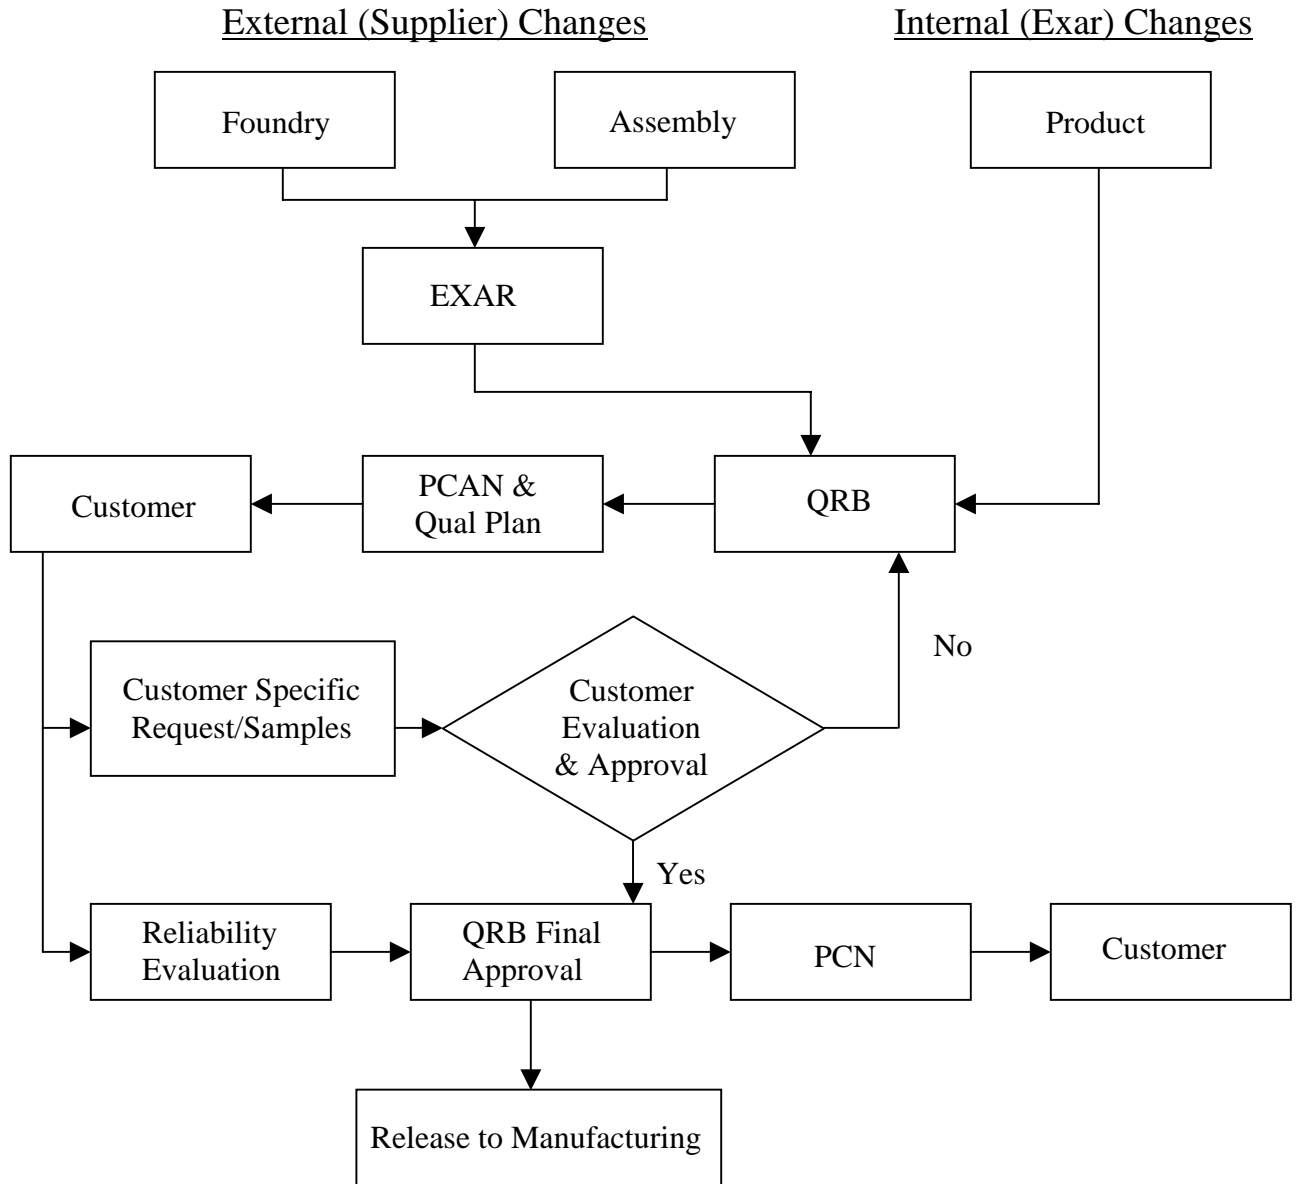 External (Supplier) Changes
Internal (Exar) Changes
Foundry
Assembly
Product
EXAR
Customer
PCAN &
Qual Plan
QRB
Customer Specific
Request/Samples
Customer
Evaluation
& Approval
No
Yes
Reliability
Evaluation
QRB Final
Approval
PCN
Customer
Release to Manufacturing